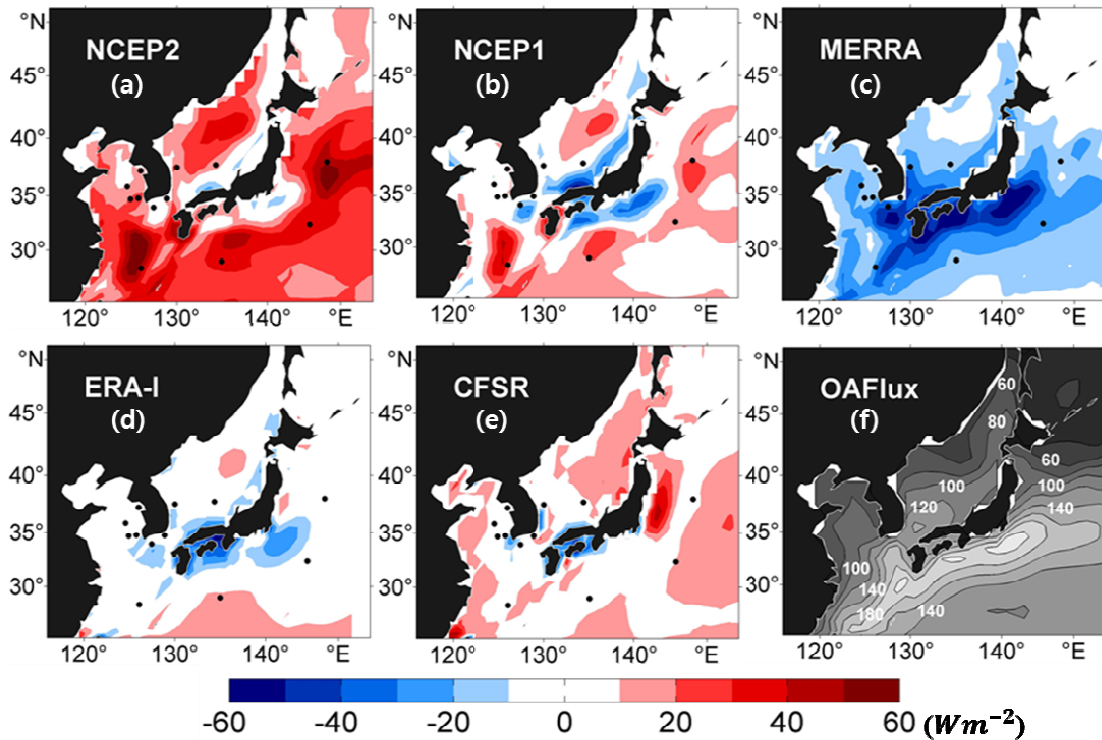 °N
NCEP2
(a)
45°
40°
35°
30°
120°
130°
140°
°E
°N
NCEP1
(b)
45°
40°
35°
30°
120°
130°
140°
°E
°N
MERRA
(c)
45°
40°
35°
30°
120°
130°
140°
°E
°N
ERA-I
(d)
45°
40°
35°
30°
120°
130°
140°
°E
°N
CFSR
(e)
45°
40°
35°
30°
120°
130°
140°
°E
°N
OAFlux
(f)
45°
40°
35°
30°
60
80
60
100
100
120
140
100
140
180
140
120°
130°
140°
°E
-60
-40
-20
0
20
40
60
(Wm⁻²)